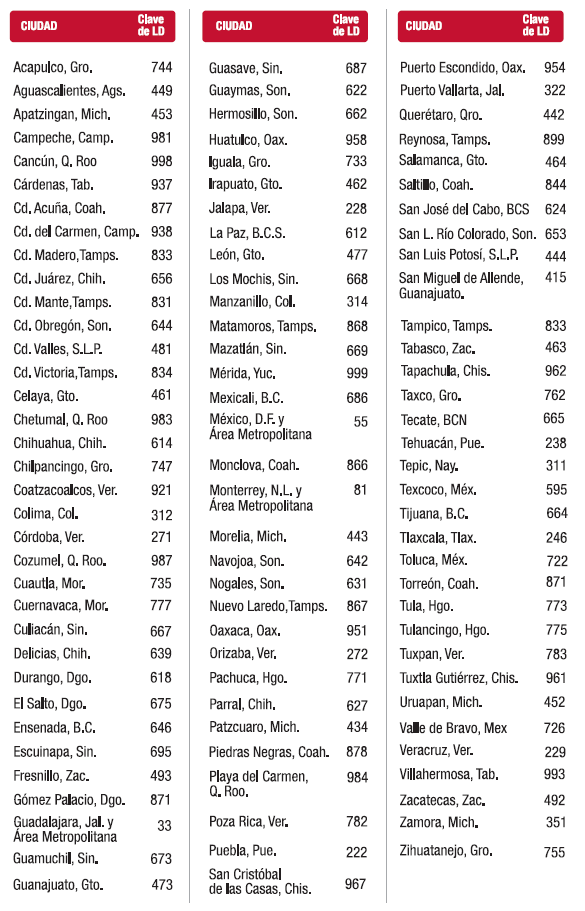 CIUDAD Clave de LD
Acapulco, Gro. 744
Aguascalientes, Ags. 449
Apatzingan, Mich. 453
Campeche, Camp. 981
Cancún, Q. Roo 998
Cárdenas, Tab. 937
Cd. Acuña, Coah. 877
Cd. del Carmen, Camp. 938
Cd. Madero,Tamps. 833
Cd. Juárez, Chih. 656
Cd. Mante,Tamps. 831
Cd. Obregón, Son. 644
Cd. Valles, S.L.P. 481
Cd. Victoria,Tamps. 834
Celaya, Gto. 461
Chetumal, Q. Roo 983
Chihuahua, Chih. 614
Chilpancingo, Gro. 747
Coatzacoalcos, Ver. 921
Colima, Col. 312
Córdoba, Ver. 271
Cozumel, Q. Roo. 987
Cuautla, Mor. 735
Cuernavaca, Mor. 777
Culiacán, Sin. 667
Delicias, Chih. 639
Durango, Dgo. 618
El Salto, Dgo. 675
Ensenada, B.C. 646
Escuinapa, Sin. 695
Fresnillo, Zac. 493
Gómez Palacio, Dgo. 871
Guadalajara, Jal. y
Área Metropolitana 33
Guamuchil, Sin. 673
Guanajuato, Gto. 473
CIUDAD Clave de LD
Guasave, Sin. 687
Guaymas, Son. 622
Hermosillo, Son. 662
Huatulco, Oax. 958
Iguala, Gro. 733
Irapuato, Gto. 462
Jalapa, Ver. 228
La Paz, B.C.S. 612
León, Gto. 477
Los Mochis, Sin. 668
Manzanillo, Col. 314
Matamoros, Tamps. 868
Mazatlán, Sin. 669
Mérida, Yuc. 999
Mexicali, B.C. 686
México, D.F. y 55
Área Metropolitana
Monclova, Coah. 866
Monterrey, N.L. y 81
Área Metropolitana
Morelia, Mich. 443
Navojoa, Son. 642
Nogales, Son. 631
Nuevo Laredo,Tamps. 867
Oaxaca, Oax. 951
Orizaba, Ver. 272
Pachuca, Hgo. 771
Parral, Chih. 627
Patzcuaro, Mich. 434
Piedras Negras, Coah. 878
Playa del Carmen, 984
Q. Roo.
Poza Rica, Ver. 782
Puebla, Pue. 222
San Cristóbal
de las Casas, Chis. 967
CIUDAD Clave de LD
Puerto Escondido, Oax. 954
Puerto Vallarta, Jal. 322
Querétaro, Qro. 442
Reynosa, Tamps. 899
Salamanca, Gto. 464
Saltillo, Coah. 844
San José del Cabo, BCS 624
San L. Río Colorado, Son. 653
San Luis Potosí, S.L.P. 444
San Miguel de Allende, 415
Guanajuato.
Tampico, Tamps. 833
Tabasco, Zac. 463
Tapachula, Chis. 962
Taxco, Gro. 762
Tecate, BCN 665
Tehuacán, Pue. 238
Tepic, Nay. 311
Texcoco, Méx. 595
Tijuana, B.C. 664
Tlaxcala, Tlax. 246
Toluca, Méx. 722
Torreón, Coah. 871
Tula, Hgo. 773
Tulancingo, Hgo. 775
Tuxpan, Ver. 783
Tuxtla Gutiérrez, Chis. 961
Uruapan, Mich. 452
Valle de Bravo, Mex 726
Veracruz, Ver. 229
Villahermosa, Tab. 993
Zacatecas, Zac. 492
Zamora, Mich. 351
Zihuatanejo, Gro. 755